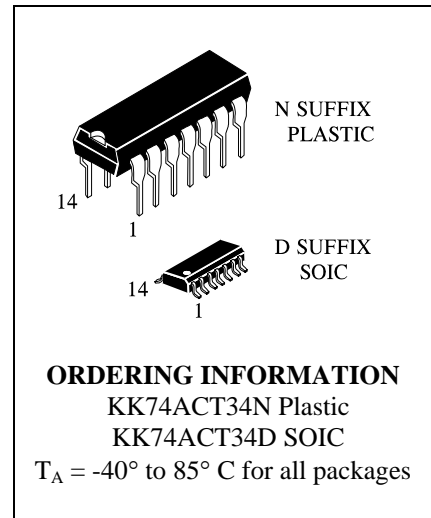 N SUFFIX
PLASTIC
14
1
D SUFFIX
SOIC
14
1
ORDERING INFORMATION
KK74ACT34N Plastic
KK74ACT34D SOIC
TA = -40° to 85° C for all packages